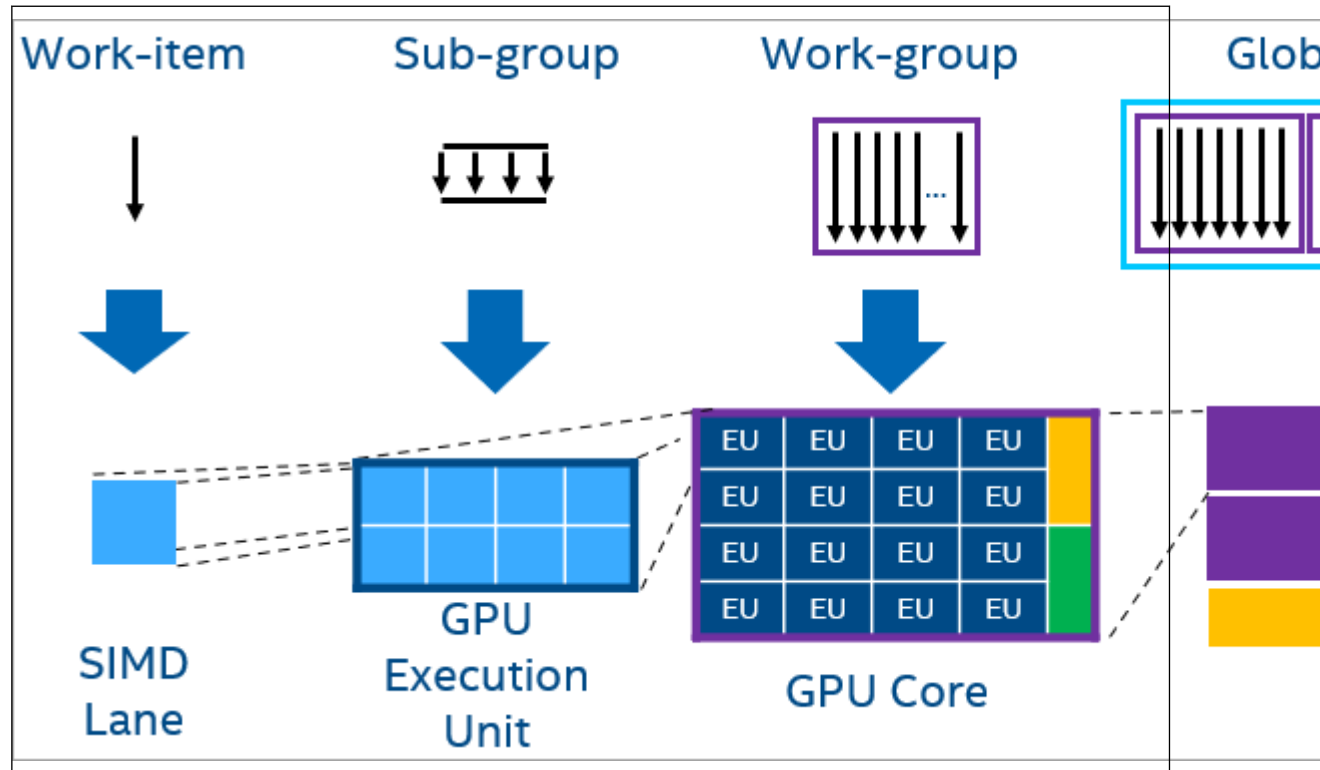 Work-item
Sub-group
Work-group
Glob
...
EU EU EU EU
EU EU EU EU
EU EU EU EU
EU EU EU EU
SIMD
Lane
GPU
Execution
Unit
GPU Core